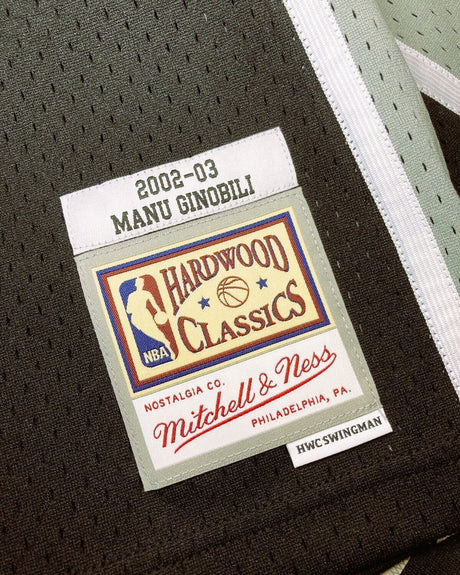 2002-03
MANU GINOBILI
HARDWOOD
CLASSICS
NBA
NOSTALGIA CO.
Mitchell & Ness
PHILADELPHIA, PA.
HWC SWINGMAN